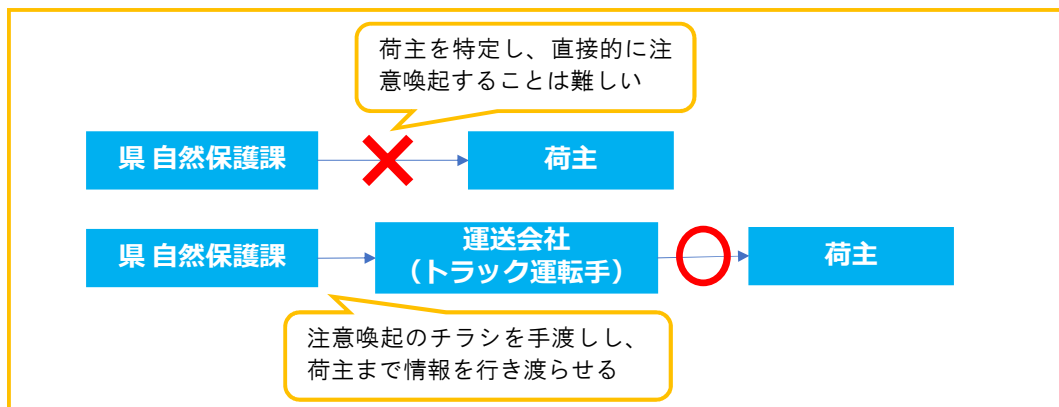 荷主を特定し、直接的に注
意喚起することは難しい
県 自然保護課
荷主
県 自然保護課
運送会社
（トラック運転手）
荷主
注意喚起のチラシを手渡しし、
荷主まで情報を行き渡らせる